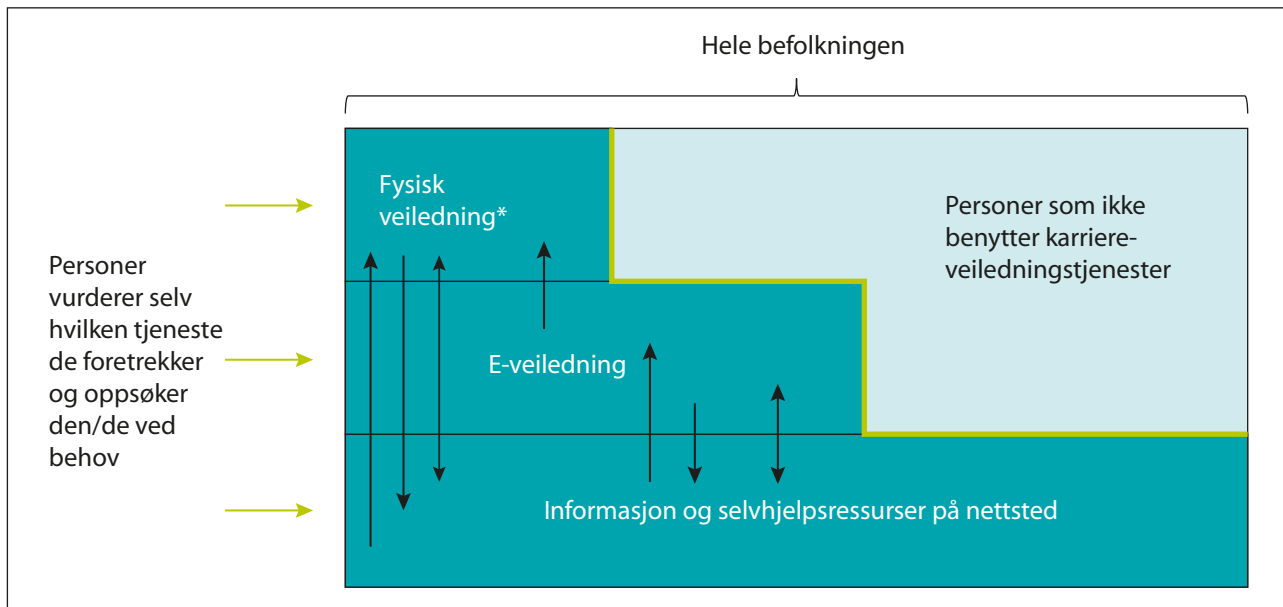 Hele befolkningen
Fysisk
veiledning*
Personer som ikke
benytter karriere-
veiledningstjenester
Personer
vurderer selv
hvilken tjeneste
de foretrekker
og oppsøker
den/de ved
behov
E-veiledning
Informasjon og selvhjelpsressurser på nettsted